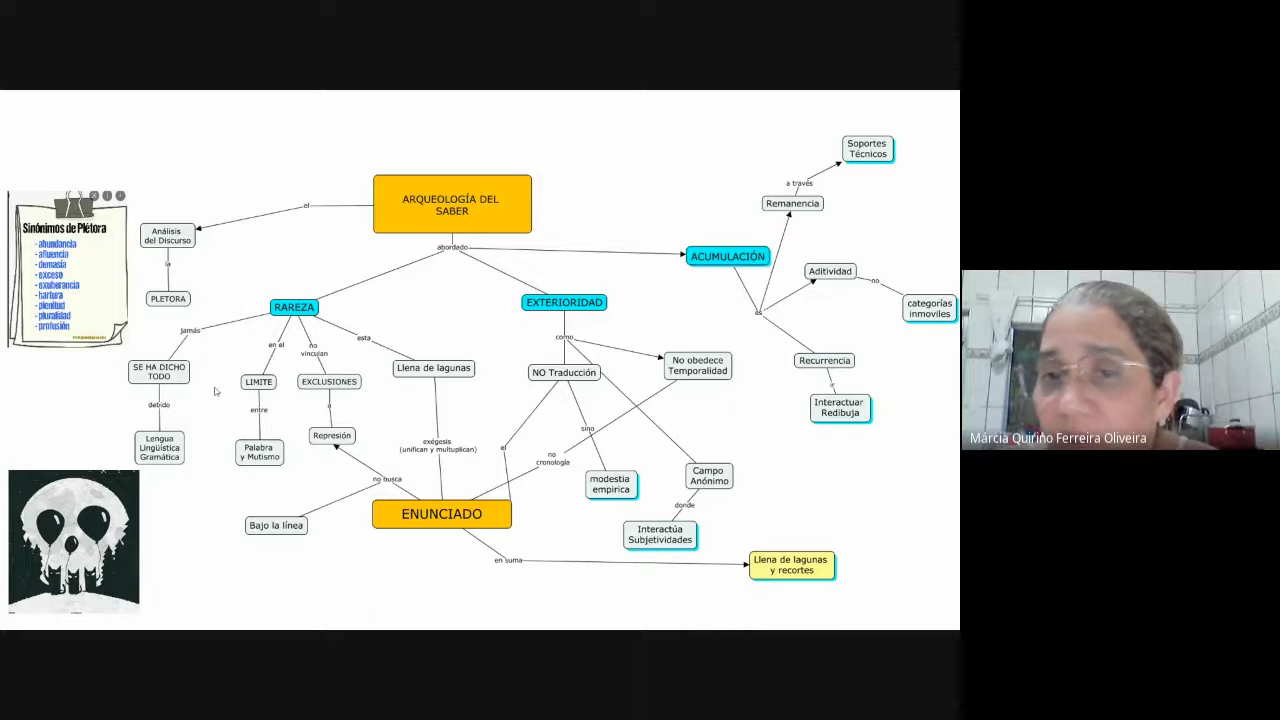 Soportes
Técnicos
a través
Remanencia
ARQUEOLOGÍA DEL
SABER
el
Sinónimos de Plétora
- abundancia
- afluencia
- demasía
- exceso
- exuberancia
- hartura
- plenitud
- pluralidad
- profusión
Análisis
del Discurso
la
PLETORA
abordado
ACUMULACIÓN
Aditividad
no
categorías
inmoviles
es
RAREZA
EXTERIORIDAD
Jamás
en el
no
vinculan
esta
como
SE HA DICHO
TODO
LIMITE
EXCLUSIONES
Llena de lagunas
NO Traducción
No obedece
Temporalidad
Recurrencia
Interactuar
Redibuja
debido
entre
o
Lengua
Lingüística
Gramática
Palabra
y Mutismo
Represión
exégesis
(unifican y multuplican)
el
sino
no
cronología
modestia
empirica
Campo
Anónimo
donde
Interactúa
Subjetividades
no busca
Bajo la línea
ENUNCIADO
en suma
Llena de lagunas
y recortes
Márcia Quirino Ferreira Oliveira